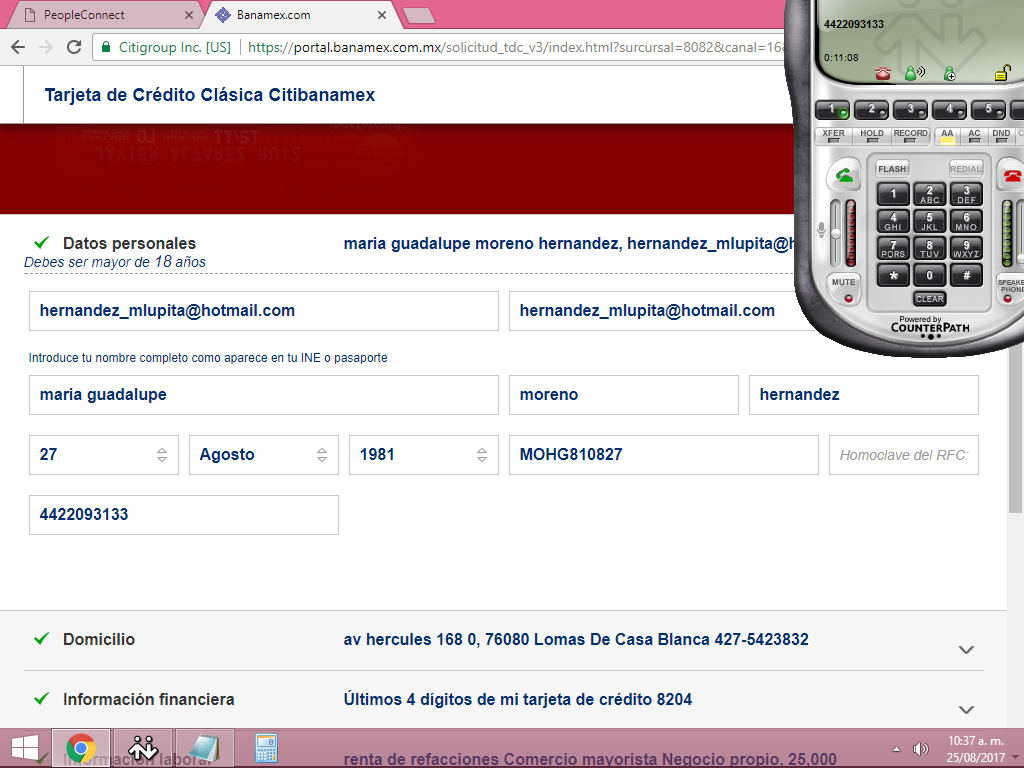 PeopleConnect
Banamex.com
Citigroup Inc. [US] https://portal.banamex.com.mx/solicitud_tdc_v3/index.html?surcursal=8082&canal=16
Tarjeta de Crédito Clásica Citibanamex
JAVIER ALVAREZ RUIZ
Datos personales
maria guadalupe moreno hernandez, hernandez_mlupita@h
Debes ser mayor de 18 años
hernandez_mlupita@hotmail.com
hernandez_mlupita@hotmail.com
Introduce tu nombre completo como aparece en tu INE o pasaporte
maria guadalupe
moreno
hernandez
27
Agosto
1981
MOHG810827
Homoclave del RFC:
4422093133
Domicilio
av hercules 168 0, 76080 Lomas De Casa Blanca 427-5423832
Información financiera
Últimos 4 dígitos de mi tarjeta de crédito 8204
Información laboral
renta de refacciones Comercio mayorista Negocio propio, 25,000
4422093133
0:11:08
1 2 3 4 5
XFER HOLD RECORD AA AC DND
FLASH REDIAL
1 2 ABC 3 DEF
4 GHI 5 JKL 6 MNO
7 PQRS 8 TUV 9 WXYZ
* 0 #
MUTE
CLEAR
SPEAKE
PHONE
Powered by
COUNTERPATH
10:37 a. m.
25/08/2017